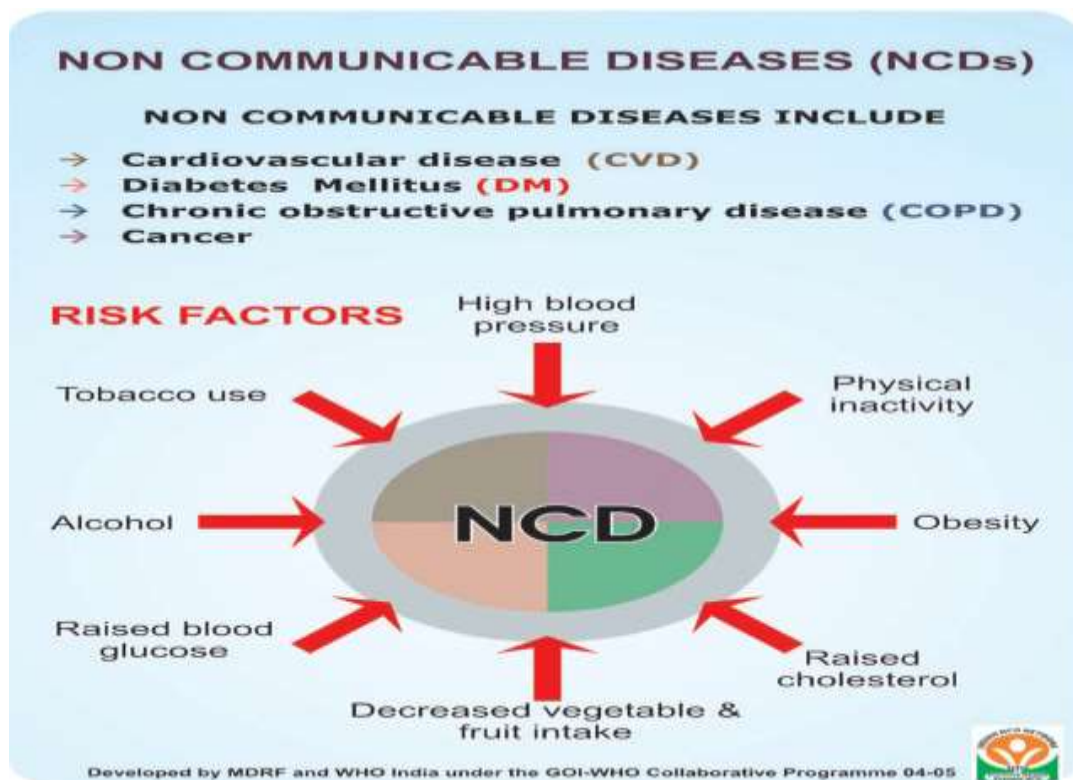 NON COMMUNICABLE DISEASES (NCDs)
NON COMMUNICABLE DISEASES INCLUDE
→ Cardiovascular disease (CVD)
→ Diabetes Mellitus (DM)
→ Chronic obstructive pulmonary disease (COPD)
→ Cancer
RISK FACTORS
High blood
pressure
Tobacco use
Physical
inactivity
Alcohol
NCD
Obesity
Raised blood
glucose
Raised
cholesterol
Decreased vegetable &
fruit intake
Developed by MDRF and WHO India under the GOI-WHO Collaborative Programme 04-05